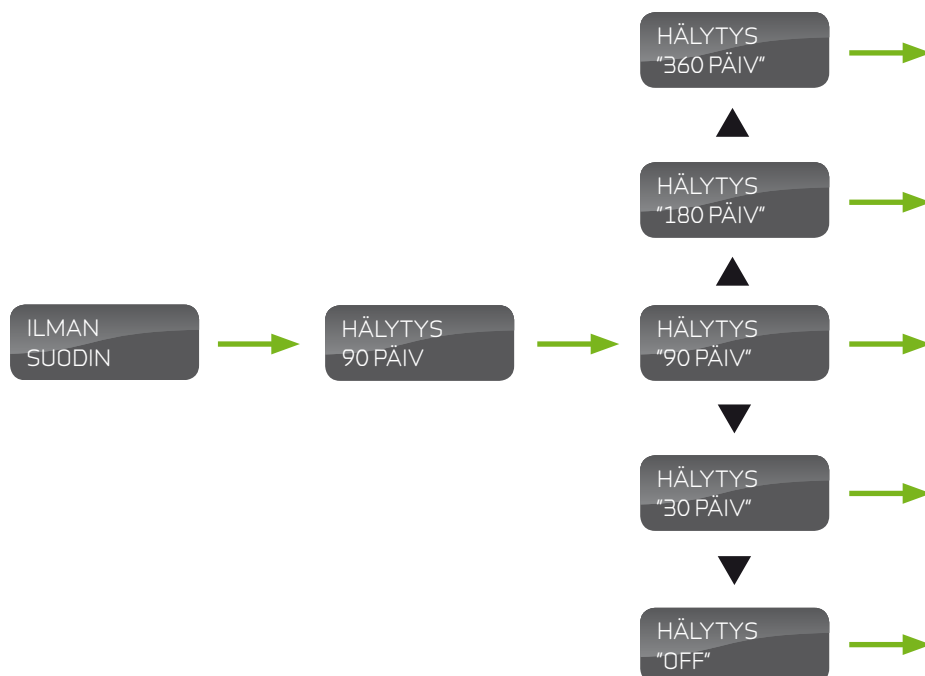 HÄLYTYS
"360 PÄIV"
HÄLYTYS
"180 PÄIV"
ILMAN
SUODIN
HÄLYTYS
90 PÄIV
HÄLYTYS
"90 PÄIV"
HÄLYTYS
"30 PÄIV"
HÄLYTYS
"OFF"